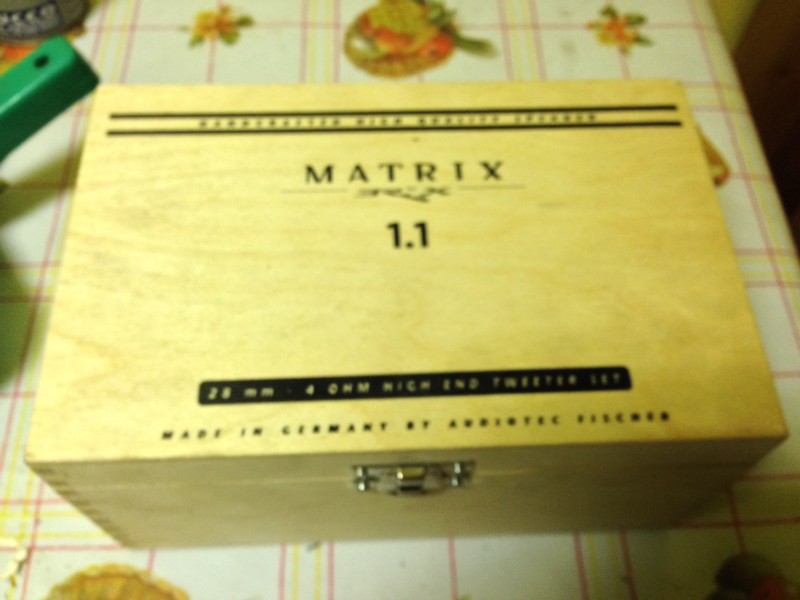 HANDCRAFTED HIGH QUALITY SPEAKER
MATRIX
1.1
28 mm · 4 OHM HIGH END TWEETER SET
MADE IN GERMANY BY AUDIOTEC FISCHER